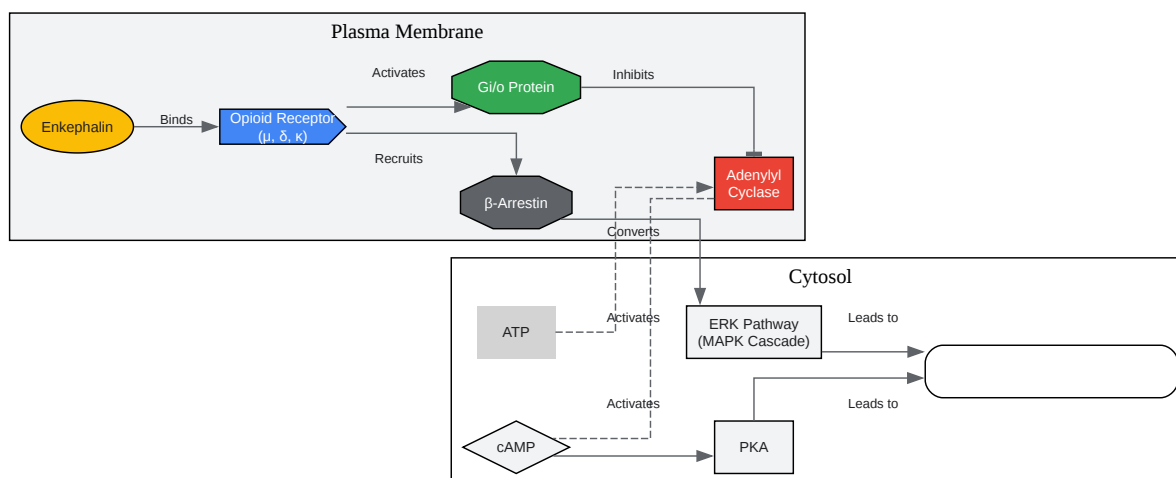 Plasma Membrane
Activates
Gi/o Protein
Inhibits
Enkephalin
Binds
Opioid Receptor
(μ, δ, κ)
Recruits
Adenylyl
Cyclase
β-Arrestin
Converts
Cytosol
ATP
Activates
ERK Pathway
(MAPK Cascade)
Leads to
Activates
Leads to
cAMP
PKA